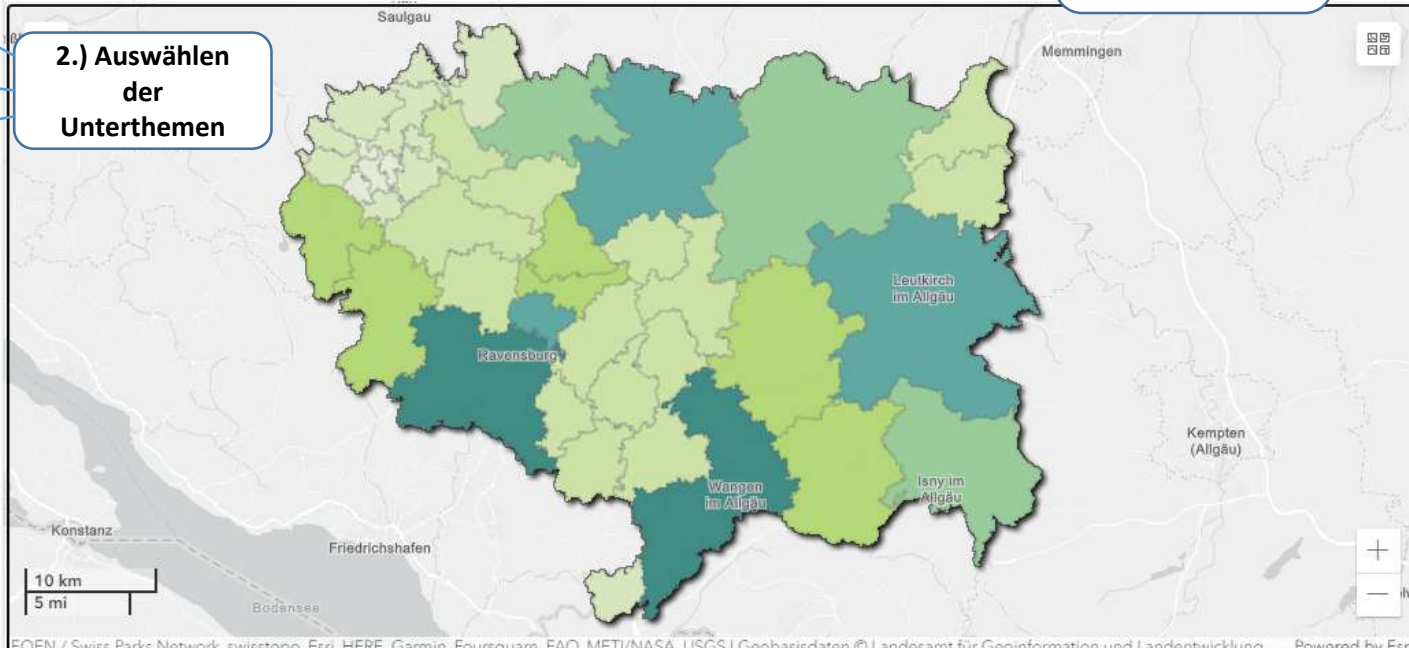 Saulgau
2.) Auswählen
der
Unterthemen
Memmingen
Leutkirch
im Allgäu
Ravensburg
Kempten
(Allgäu)
Wangen
im Allgäu
Isny im
Allgäu
Konstanz
Friedrichshafen
10 km
5 mi
Bodensee
+
−
Swiss Parks Network, swisstopo, Esri, HERE, Garmin, Foursquare, FAO, METI/NASA, USGS | Geobasisdaten © Landesamt für Geoinformation und Landentwicklung
Powered by Esri